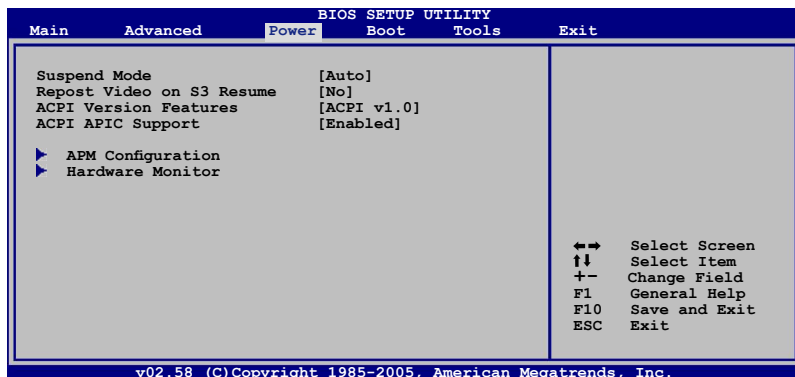 BIOS SETUP UTILITY
Main Advanced Power Boot Tools Exit
Suspend Mode [Auto]
Repost Video on S3 Resume [No]
ACPI Version Features [ACPI v1.0]
ACPI APIC Support [Enabled]
APM Configuration
Hardware Monitor
←→ Select Screen
↑↓ Select Item
+- Change Field
F1 General Help
F10 Save and Exit
ESC Exit
v02.58 (C)Copyright 1985-2005, American Megatrends, Inc.